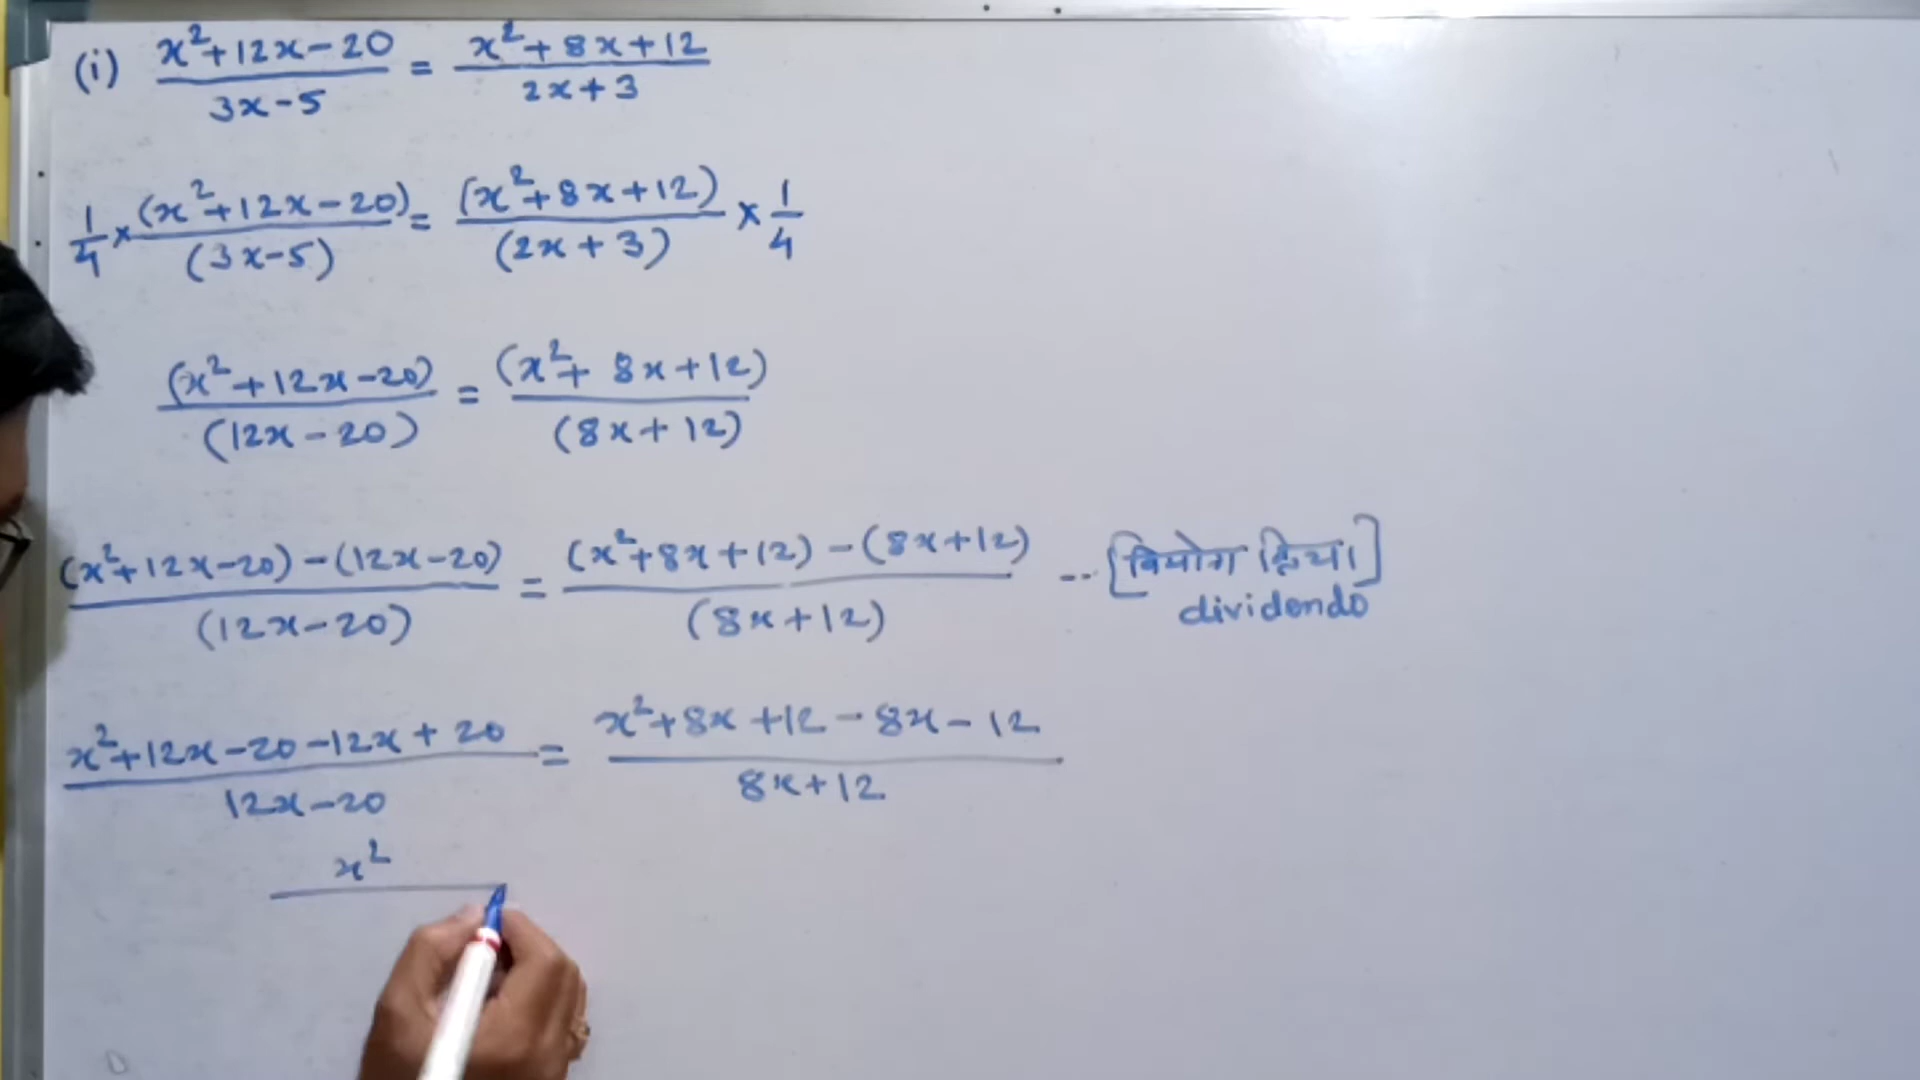 (i) x²+12x-20 / 3x-5 = x²+8x+12 / 2x+3
1/4 × (x²+12x-20) / (3x-5) = (x²+8x+12) / (2x+3) × 1/4
(x²+12x-20) / (12x-20) = (x²+8x+12) / (8x+12)
(x²+12x-20)-(12x-20) / (12x-20) = (x²+8x+12)-(8x+12) / (8x+12) --[वियोग क्रिया]
dividendo
x²+12x-20-12x+20 / 12x-20 = x²+8x+12-8x-12 / 8x+12
x²